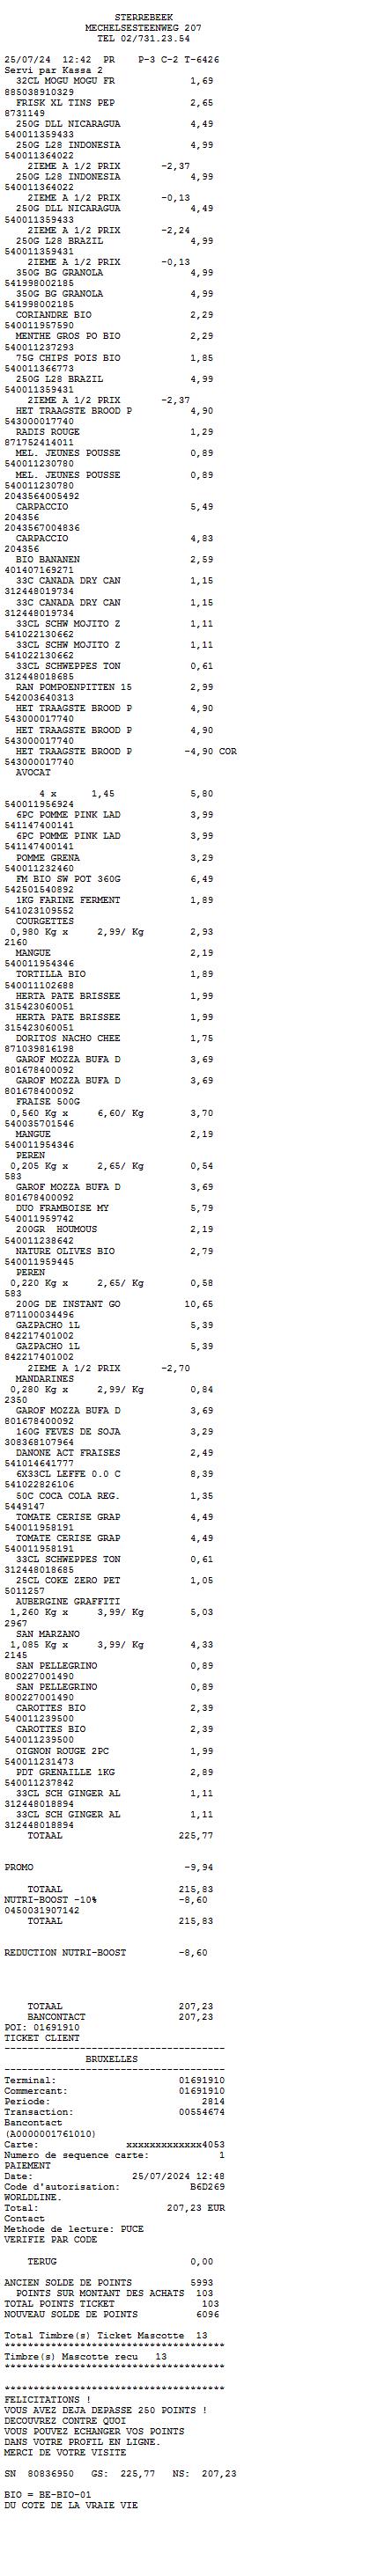 STERREBEEK
MECHELSESTEENWEG 207
TEL 02/731.23.54
25/07/24 12:42 PR P-3 C-2 T-6426
Servi par Kassa 2
32CL MOGU MOGU FR 1,69
885038910329
FRISK XL TINS PEP 2,65
8731149
250G DLL NICARAGUA 4,49
540011359433
250G L28 INDONESIA 4,99
540011364022
2IEME A 1/2 PRIX -2,37
250G L28 INDONESIA 4,99
540011364022
2IEME A 1/2 PRIX -0,13
250G DLL NICARAGUA 4,49
540011359433
2IEME A 1/2 PRIX -2,24
250G L28 BRAZIL 4,99
540011359431
2IEME A 1/2 PRIX -0,13
350G BG GRANOLA 4,99
541998002185
350G BG GRANOLA 4,99
541998002185
CORIANDRE BIO 2,29
540011957590
MENTHE GROS PO BIO 2,29
540011237293
75G CHIPS POIS BIO 1,85
540011366773
250G L28 BRAZIL 4,99
540011359431
2IEME A 1/2 PRIX -2,37
HET TRAAGSTE BROOD P 4,90
543000017740
RADIS ROUGE 1,29
871752414011
MEL. JEUNES POUSSE 0,89
540011230780
MEL. JEUNES POUSSE 0,89
540011230780
2043564005492
CARPACCIO 5,49
204356
2043567004836
CARPACCIO 4,83
204356
BIO BANANEN 2,59
401407169271
33C CANADA DRY CAN 1,15
312448019734
33C CANADA DRY CAN 1,15
312448019734
33CL SCHW MOJITO Z 1,11
541022130662
33CL SCHW MOJITO Z 1,11
541022130662
33CL SCHWEPPES TON 0,61
312448018685
RAN POMPOENPITTEN 15 2,99
542003640313
HET TRAAGSTE BROOD P 4,90
543000017740
HET TRAAGSTE BROOD P 4,90
543000017740
HET TRAAGSTE BROOD P -4,90 COR
543000017740
AVOCAT
4 x 1,45 5,80
540011956924
6PC POMME PINK LAD 3,99
541147400141
6PC POMME PINK LAD 3,99
541147400141
POMME GRENA 3,29
540011232460
FM BIO SW POT 360G 6,49
542501540892
1KG FARINE FERMENT 1,89
541023109552
COURGETTES
0,980 Kg x 2,99/ Kg 2,93
2160
MANGUE 2,19
540011954346
TORTILLA BIO 1,89
540011102688
HERTA PATE BRISSEE 1,99
315423060051
HERTA PATE BRISSEE 1,99
315423060051
DORITOS NACHO CHEE 1,75
871039816198
GAROF MOZZA BUFA D 3,69
801678400092
GAROF MOZZA BUFA D 3,69
801678400092
FRAISE 500G
0,560 Kg x 6,60/ Kg 3,70
540035701546
MANGUE 2,19
540011954346
PEREN
0,205 Kg x 2,65/ Kg 0,54
583
GAROF MOZZA BUFA D 3,69
801678400092
DUO FRAMBOISE MY 5,79
540011959742
200GR HOUMOUS 2,19
540011238642
NATURE OLIVES BIO 2,79
540011959445
PEREN
0,220 Kg x 2,65/ Kg 0,58
583
200G DE INSTANT GO 10,65
871100034496
GAZPACHO 1L 5,39
842217401002
GAZPACHO 1L 5,39
842217401002
2IEME A 1/2 PRIX -2,70
MANDARINES
0,280 Kg x 2,99/ Kg 0,84
2350
GAROF MOZZA BUFA D 3,69
801678400092
160G FEVES DE SOJA 3,29
308368107964
DANONE ACT FRAISES 2,49
541014641777
6X33CL LEFFE 0.0 C 8,39
541022826106
50C COCA COLA REG. 1,35
5449147
TOMATE CERISE GRAP 4,49
540011958191
TOMATE CERISE GRAP 4,49
540011958191
33CL SCHWEPPES TON 0,61
312448018685
25CL COKE ZERO PET 1,05
5011257
AUBERGINE GRAFFITI
1,260 Kg x 3,99/ Kg 5,03
2967
SAN MARZANO
1,085 Kg x 3,99/ Kg 4,33
2145
SAN PELLEGRINO 0,89
800227001490
SAN PELLEGRINO 0,89
800227001490
CAROTTES BIO 2,39
540011239500
CAROTTES BIO 2,39
540011239500
OIGNON ROUGE 2PC 1,99
540011231473
PDT GRENAILLE 1KG 2,89
540011237842
33CL SCH GINGER AL 1,11
312448018894
33CL SCH GINGER AL 1,11
312448018894
TOTAAL 225,77
PROMO -9,94
TOTAAL 215,83
NUTRI-BOOST -10% -8,60
0450031907142
TOTAAL 215,83
REDUCTION NUTRI-BOOST -8,60
TOTAAL 207,23
BANCONTACT 207,23
POI: 01691910
TICKET CLIENT
--------------------------------------
BRUXELLES
--------------------------------------
Terminal: 01691910
Commercant: 01691910
Periode: 2814
Transaction: 00554674
Bancontact
(A0000001761010)
Carte: xxxxxxxxxxxxx4053
Numero de sequence carte: 1
PAIEMENT
Date: 25/07/2024 12:48
Code d'autorisation: B6D269
WORLDLINE.
Total: 207,23 EUR
Contact
Methode de lecture: PUCE
VERIFIE PAR CODE
TERUG 0,00
ANCIEN SOLDE DE POINTS 5993
POINTS SUR MONTANT DES ACHATS 103
TOTAL POINTS TICKET 103
NOUVEAU SOLDE DE POINTS 6096
Total Timbre(s) Ticket Mascotte 13
**************************************
Timbre(s) Mascotte recu 13
**************************************
**************************************
FELICITATIONS !
VOUS AVEZ DEJA DEPASSE 250 POINTS !
DECOUVREZ CONTRE QUOI
VOUS POUVEZ ECHANGER VOS POINTS
DANS VOTRE PROFIL EN LIGNE.
MERCI DE VOTRE VISITE
SN 80836950 GS: 225,77 NS: 207,23
BIO = BE-BIO-01
DU COTE DE LA VRAIE VIE